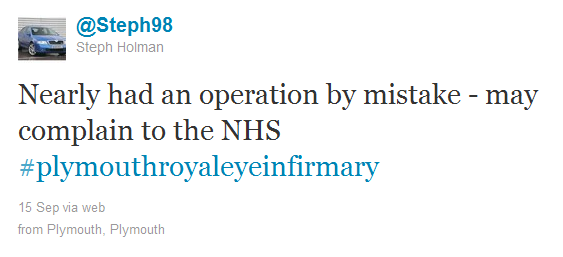 @Steph98
Steph Holman
Nearly had an operation by mistake - may
complain to the NHS
#plymouthroyaleyeinfirmary
15 Sep via web
from Plymouth, Plymouth